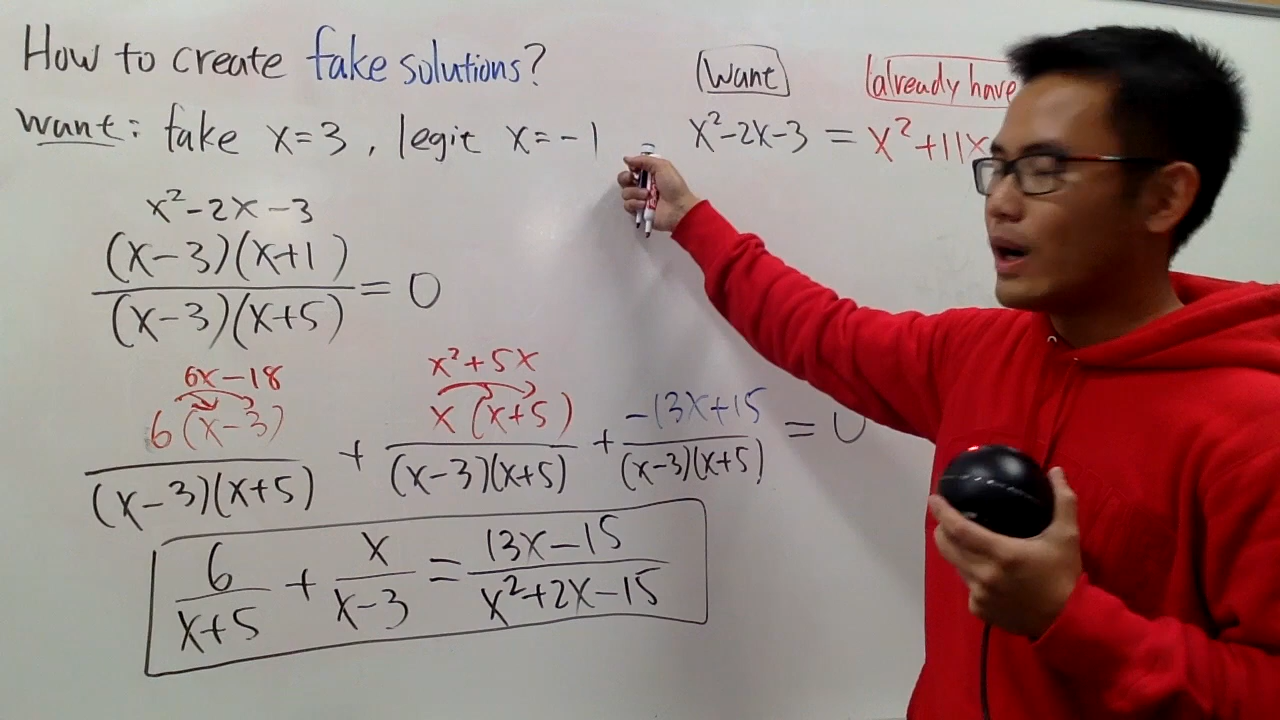 How to create fake solutions?
(want)
(already have
want: fake x=3, legit x=-1
x²-2x-3 = x²+11x
x²-2x-3
(x-3)(x+1)
(x-3)(x+5)
= 0
6x-18
6(x-3)
(x-3)(x+5)
+
x²+5x
x(x+5)
(x-3)(x+5)
+
-13x+15
(x-3)(x+5)
= 0
6/(x+5) + x/(x-3) = (13x-15)/(x²+2x-15)